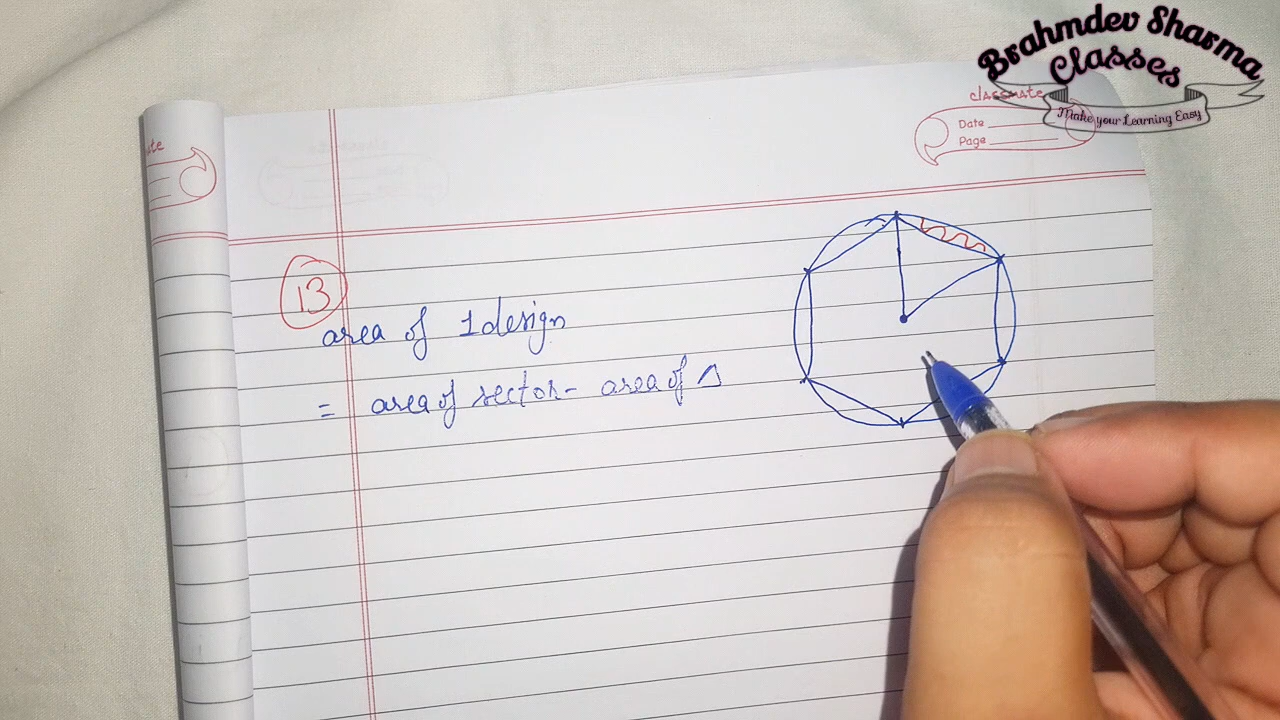 Brahmdev Sharma
Classes
Make your Learning Easy
classmate
Date
Page
13
area of 1 design
= area of sector - area of Δ